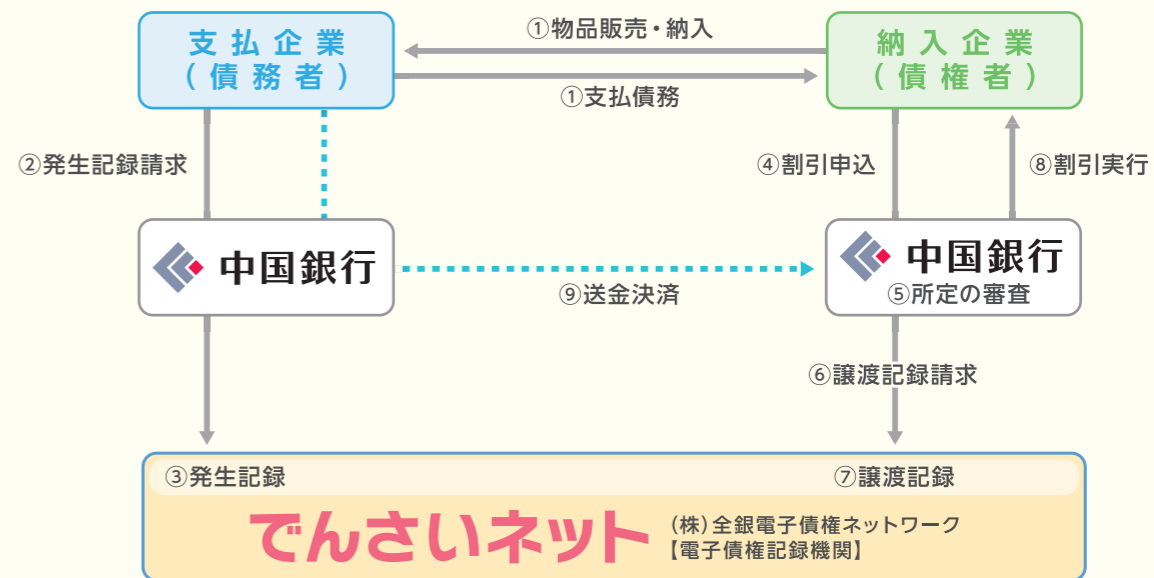 支払企業
(債務者)
①物品販売・納入
納入企業
(債権者)
①支払債務
②発生記録請求
④割引申込
⑧割引実行
中国銀行
中国銀行
⑤所定の審査
⑨送金決済
⑥譲渡記録請求
③発生記録
⑦譲渡記録
でんさいネット
(株)全銀電子債権ネットワーク
【電子債権記録機関】